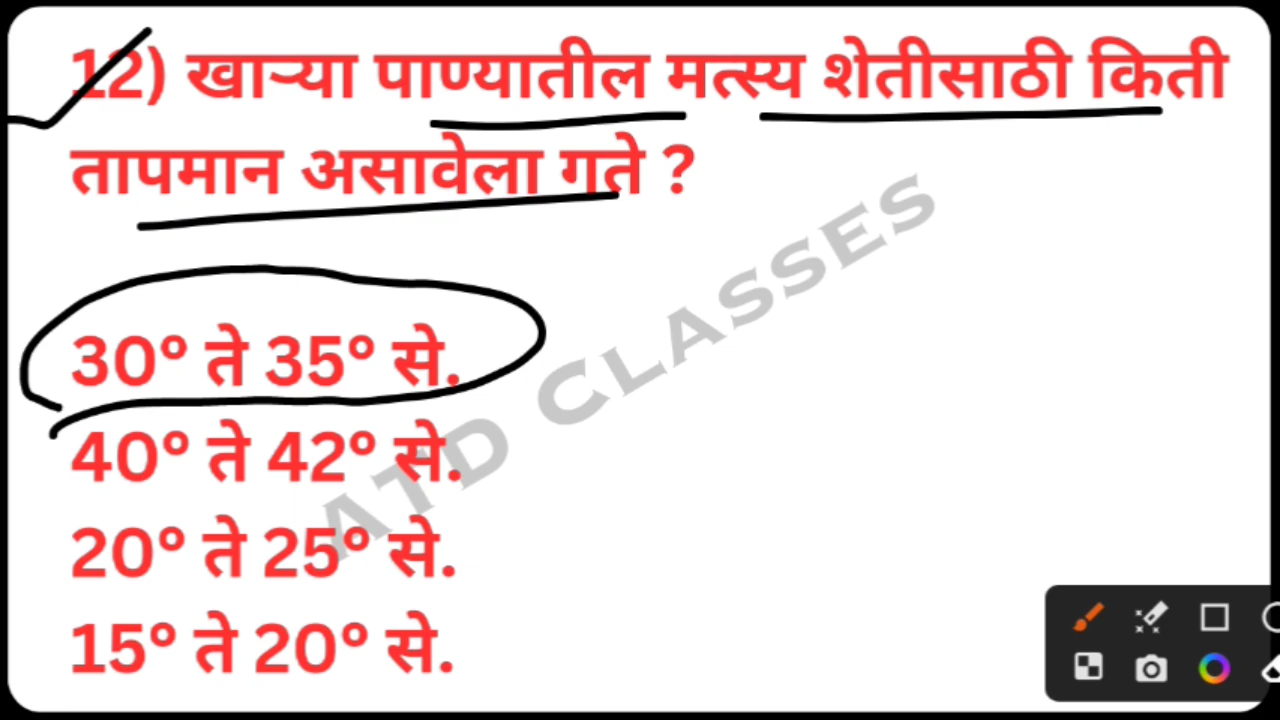 12) खाऱ्या पाण्यातील मत्स्य शेतीसाठी किती
तापमान असावेला गते ?
30° ते 35° से.
40° ते 42° से.
20° ते 25° से.
15° ते 20° से.
ATD CLASSES